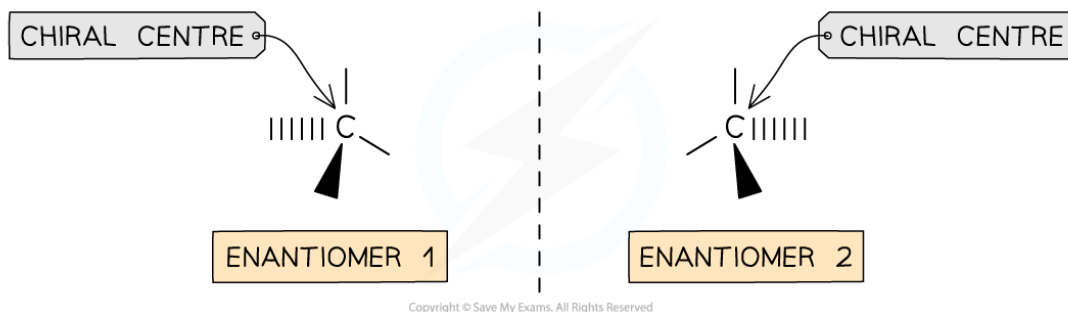 CHIRAL CENTRE
CHIRAL CENTRE
C
C
ENANTIOMER 1
ENANTIOMER 2
Copyright © Save My Exams. All Rights Reserved